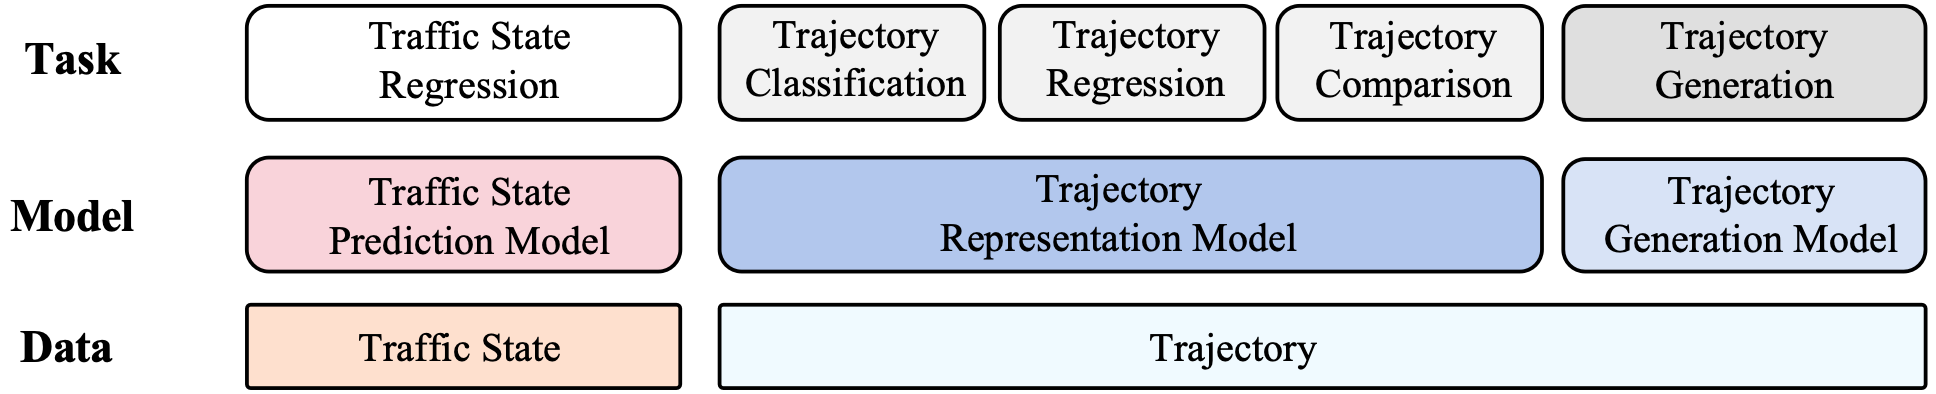 Task
Traffic State
Regression
Trajectory
Classification
Trajectory
Regression
Trajectory
Comparison
Trajectory
Generation
Model
Traffic State
Prediction Model
Trajectory
Representation Model
Trajectory
Generation Model
Data
Traffic State
Trajectory